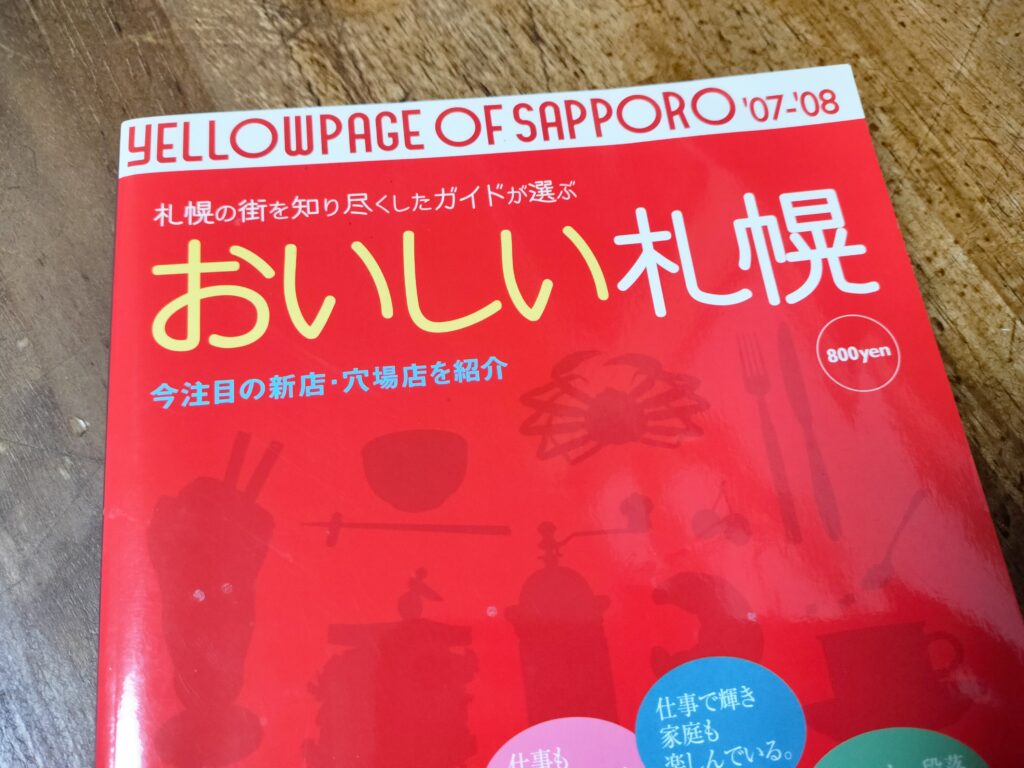 YELLOWPAGE OF SAPPORO '07-'08
札幌の街を知り尽くしたガイドが選ぶ
おいしい札幌
800yen
今注目の新店・穴場店を紹介
仕事で輝き
家庭も
楽しんでいる。
仕事も
段落